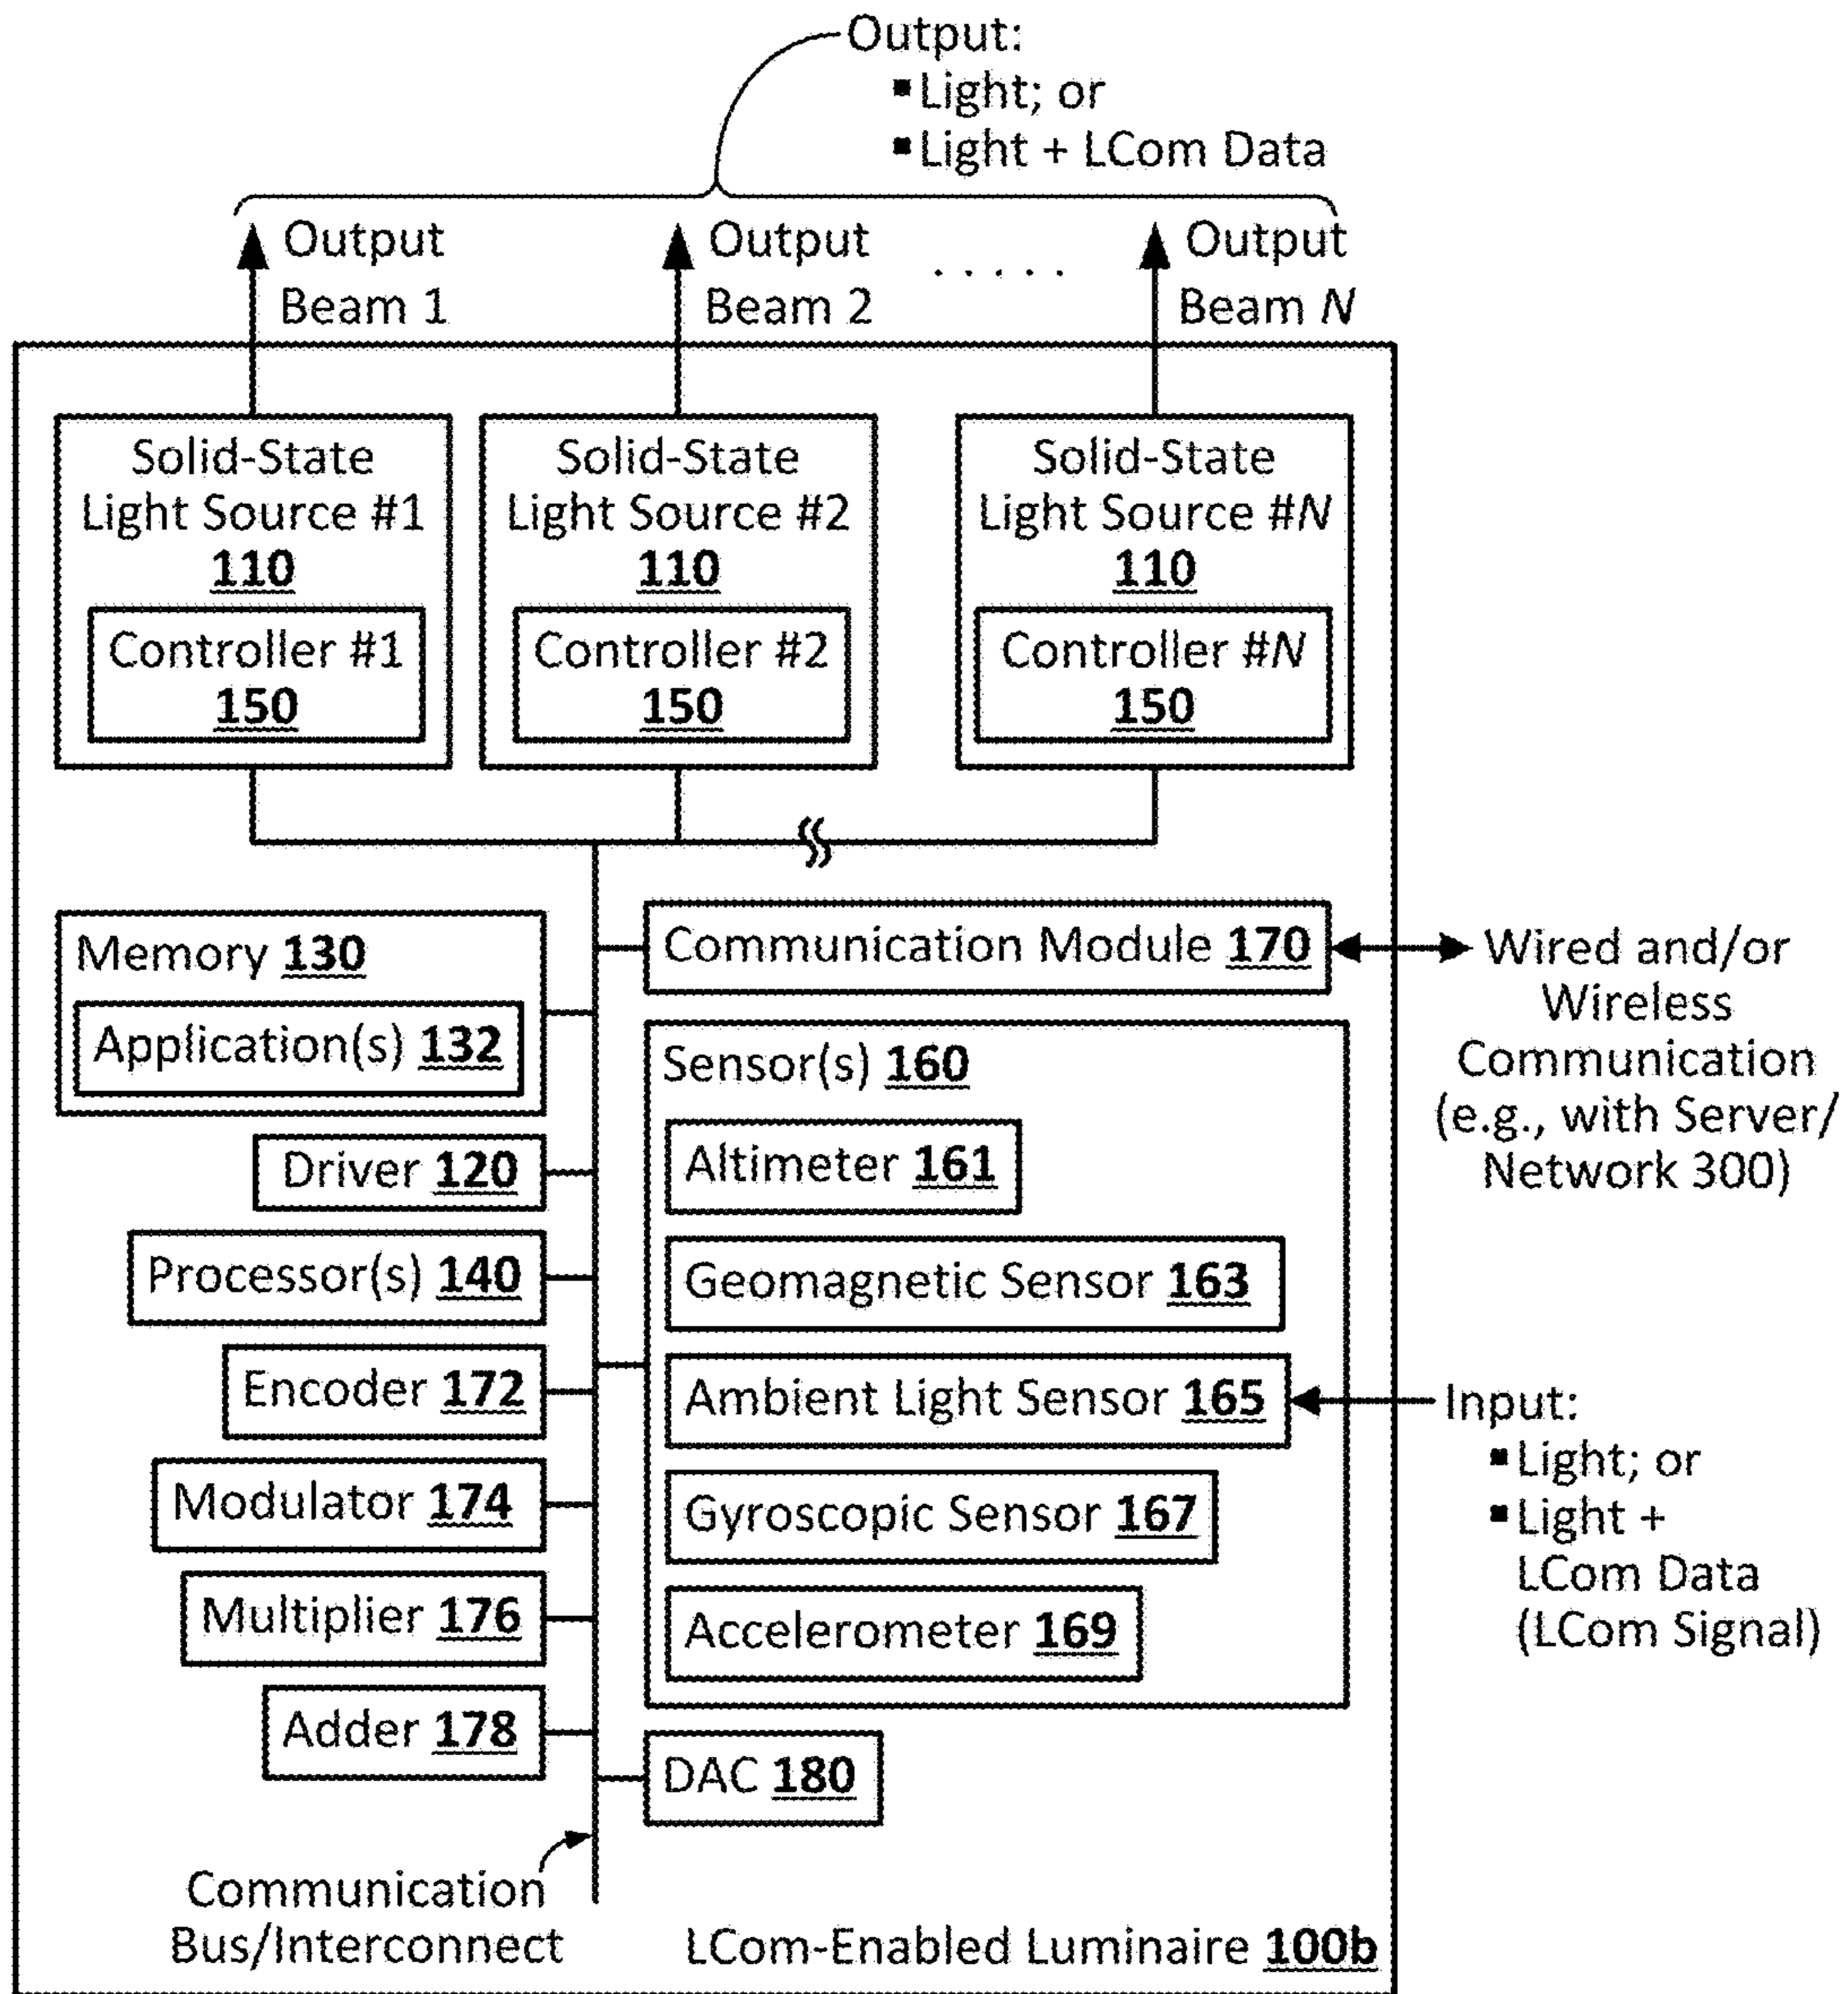 Output:
▪ Light; or
▪ Light + LCom Data
Output
Beam 1
Output
Beam 2
. . . . .
Output
Beam N
Solid-State
Light Source #1
110
Controller #1
150
Solid-State
Light Source #2
110
Controller #2
150
Solid-State
Light Source #N
110
Controller #N
150
Memory 130
Application(s) 132
Driver 120
Processor(s) 140
Encoder 172
Modulator 174
Multiplier 176
Adder 178
Communication
Bus/Interconnect
Communication Module 170
Wired and/or
Wireless
Communication
(e.g., with Server/
Network 300)
Sensor(s) 160
Altimeter 161
Geomagnetic Sensor 163
Ambient Light Sensor 165
Gyroscopic Sensor 167
Accelerometer 169
Input:
▪ Light; or
▪ Light +
LCom Data
(LCom Signal)
DAC 180
LCom-Enabled Luminaire 100b